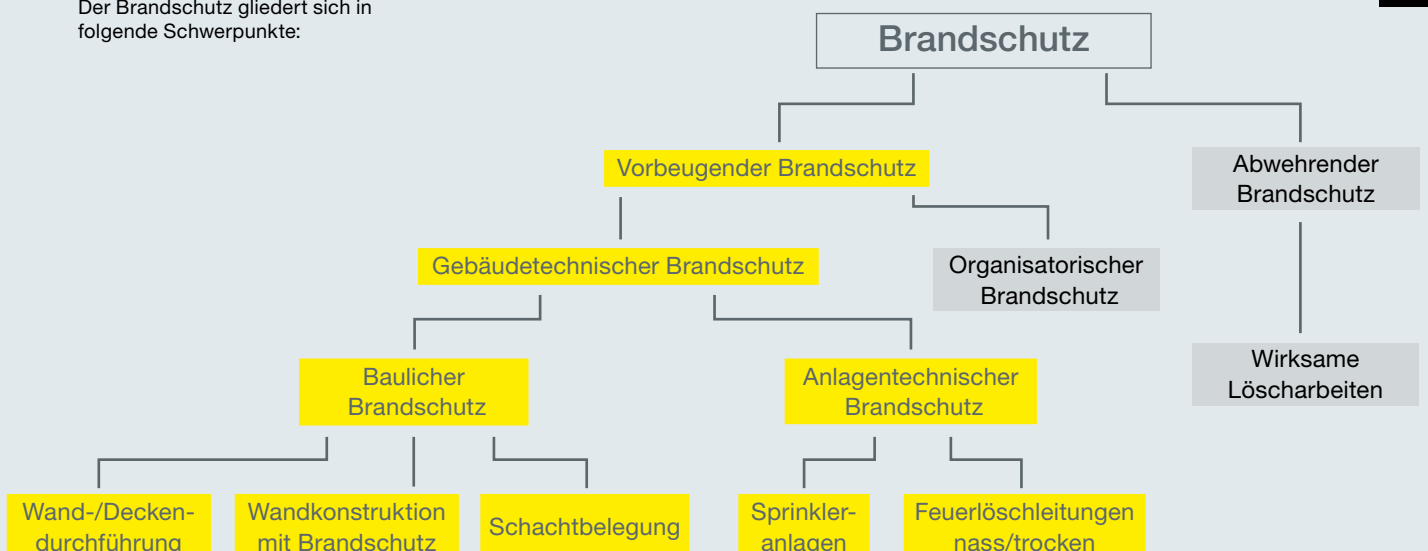 Der Brandschutz gliedert sich in
folgende Schwerpunkte:
Brandschutz
Vorbeugender Brandschutz
Abwehrender
Brandschutz
Gebäudetechnischer Brandschutz
Organisatorischer
Brandschutz
Baulicher
Brandschutz
Anlagentechnischer
Brandschutz
Wirksame
Löscharbeiten
Wand-/Decken-
durchführung
Wandkonstruktion
mit Brandschutz
Schachtbelegung
Sprinkler-
anlagen
Feuerlöschleitungen
nass/trocken